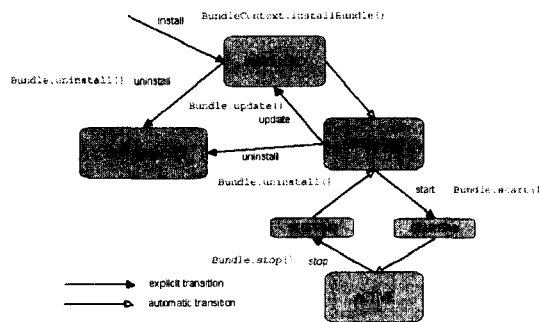 install BundleContext.installBundle()
Bundle.uninstall() uninstall
Bundle.update()
update
uninstall
Bundle.uninstall()
start Bundle.start()
Bundle.stop() stop
ACTIVE
explicit transition
automatic transition